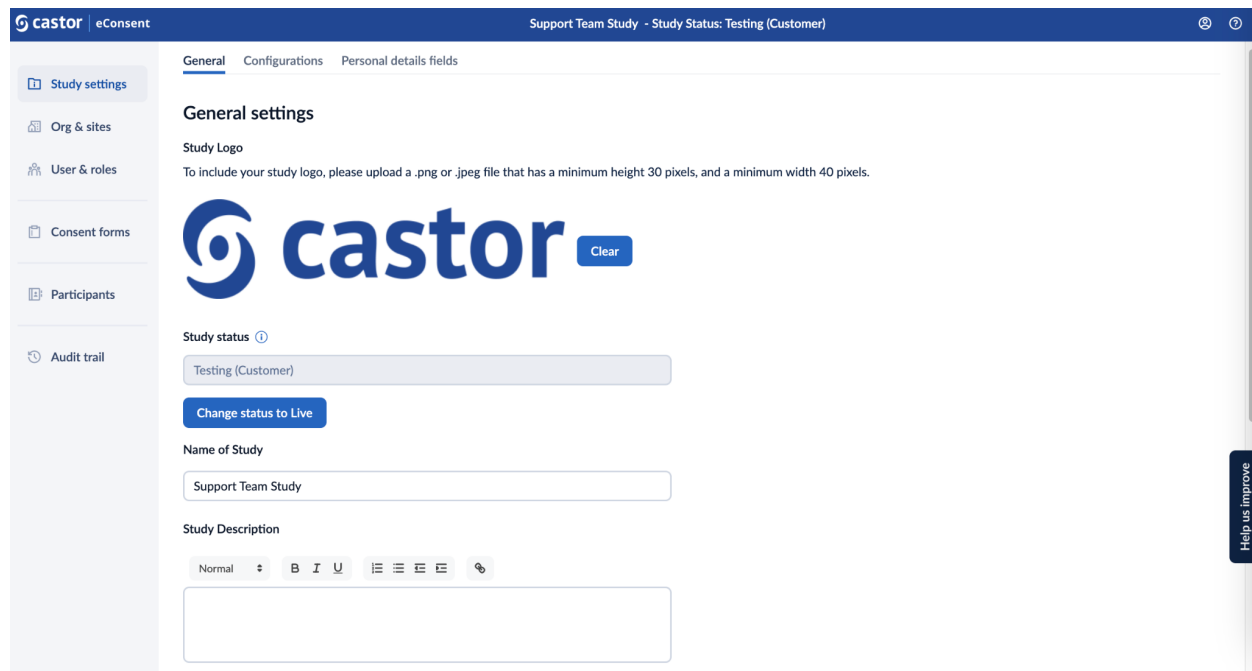 castor eConsent
Support Team Study - Study Status: Testing (Customer)
Study settings
Org & sites
User & roles
Consent forms
Participants
Audit trail
General Configurations Personal details fields
General settings
Study Logo
To include your study logo, please upload a .png or .jpeg file that has a minimum height 30 pixels, and a minimum width 40 pixels.
castor
Clear
Study status
Testing (Customer)
Change status to Live
Name of Study
Support Team Study
Study Description
Normal B I U
Help us improve